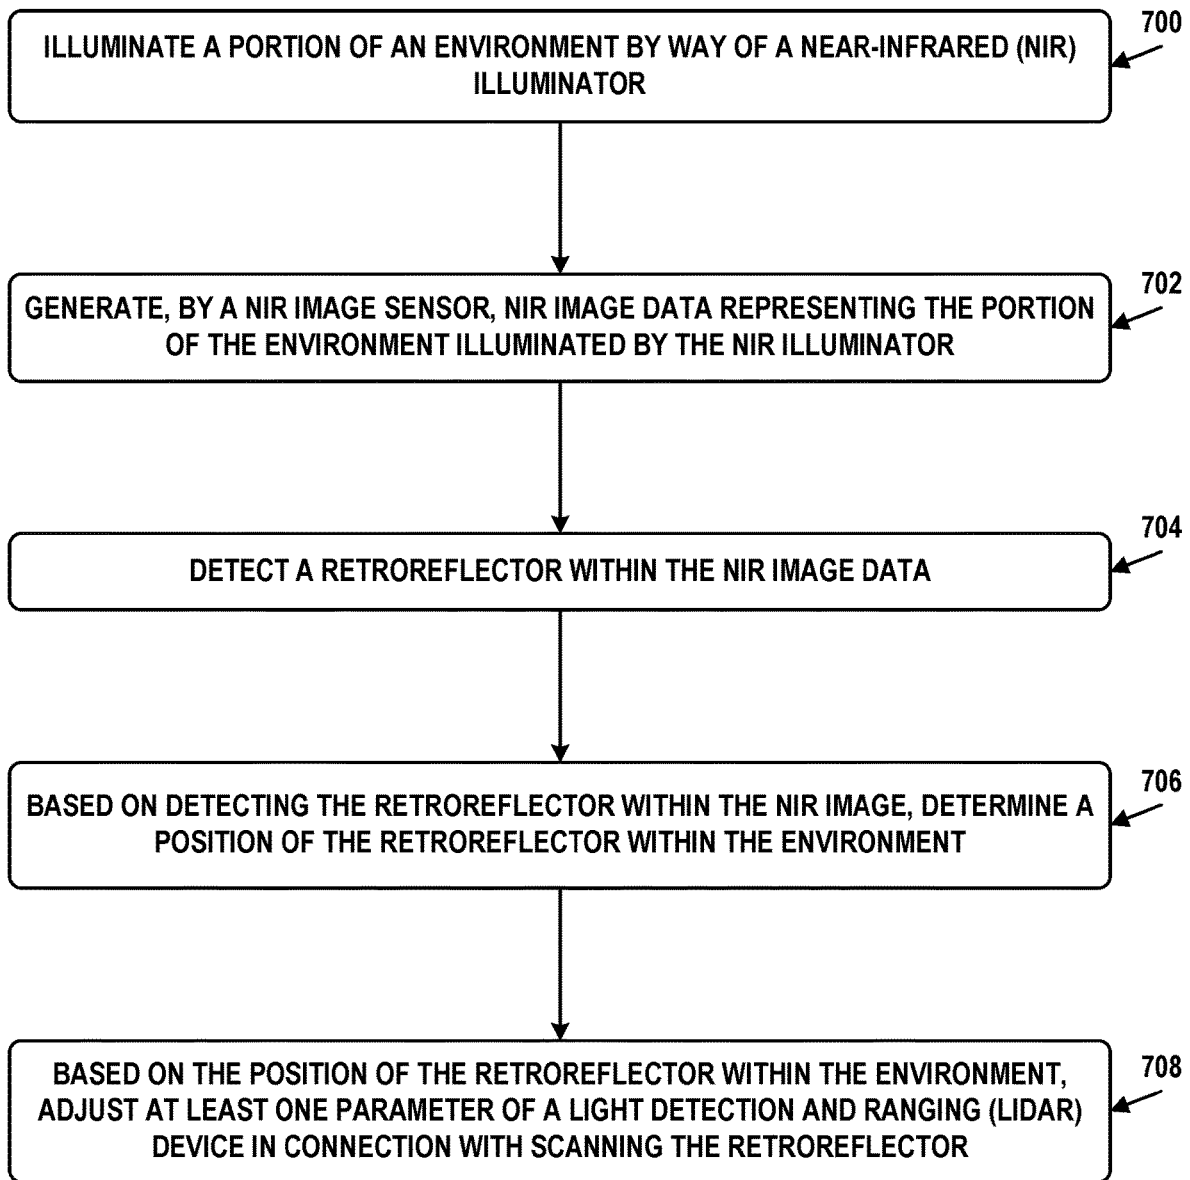 700
ILLUMINATE A PORTION OF AN ENVIRONMENT BY WAY OF A NEAR-INFRARED (NIR)
ILLUMINATOR
702
GENERATE, BY A NIR IMAGE SENSOR, NIR IMAGE DATA REPRESENTING THE PORTION
OF THE ENVIRONMENT ILLUMINATED BY THE NIR ILLUMINATOR
704
DETECT A RETROREFLECTOR WITHIN THE NIR IMAGE DATA
706
BASED ON DETECTING THE RETROREFLECTOR WITHIN THE NIR IMAGE, DETERMINE A
POSITION OF THE RETROREFLECTOR WITHIN THE ENVIRONMENT
708
BASED ON THE POSITION OF THE RETROREFLECTOR WITHIN THE ENVIRONMENT,
ADJUST AT LEAST ONE PARAMETER OF A LIGHT DETECTION AND RANGING (LIDAR)
DEVICE IN CONNECTION WITH SCANNING THE RETROREFLECTOR